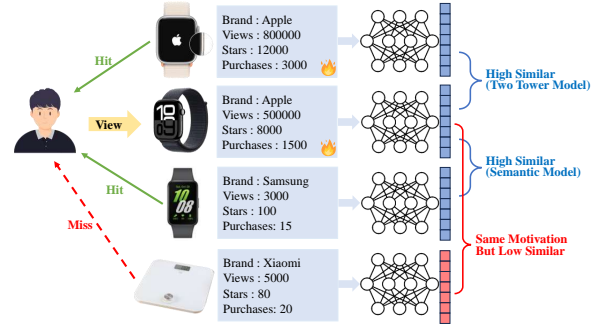 Brand : Apple
Views : 800000
Stars : 12000
Purchases : 3000
Hit
High Similar
(Two Tower Model)
View
Brand : Apple
Views : 500000
Stars : 8000
Purchases : 1500
High Similar
(Semantic Model)
Hit
Brand : Samsung
Views : 3000
Stars : 100
Purchases: 15
10
08
Miss
Same Motivation
But Low Similar
Brand : Xiaomi
Views : 5000
Stars : 80
Purchases: 20